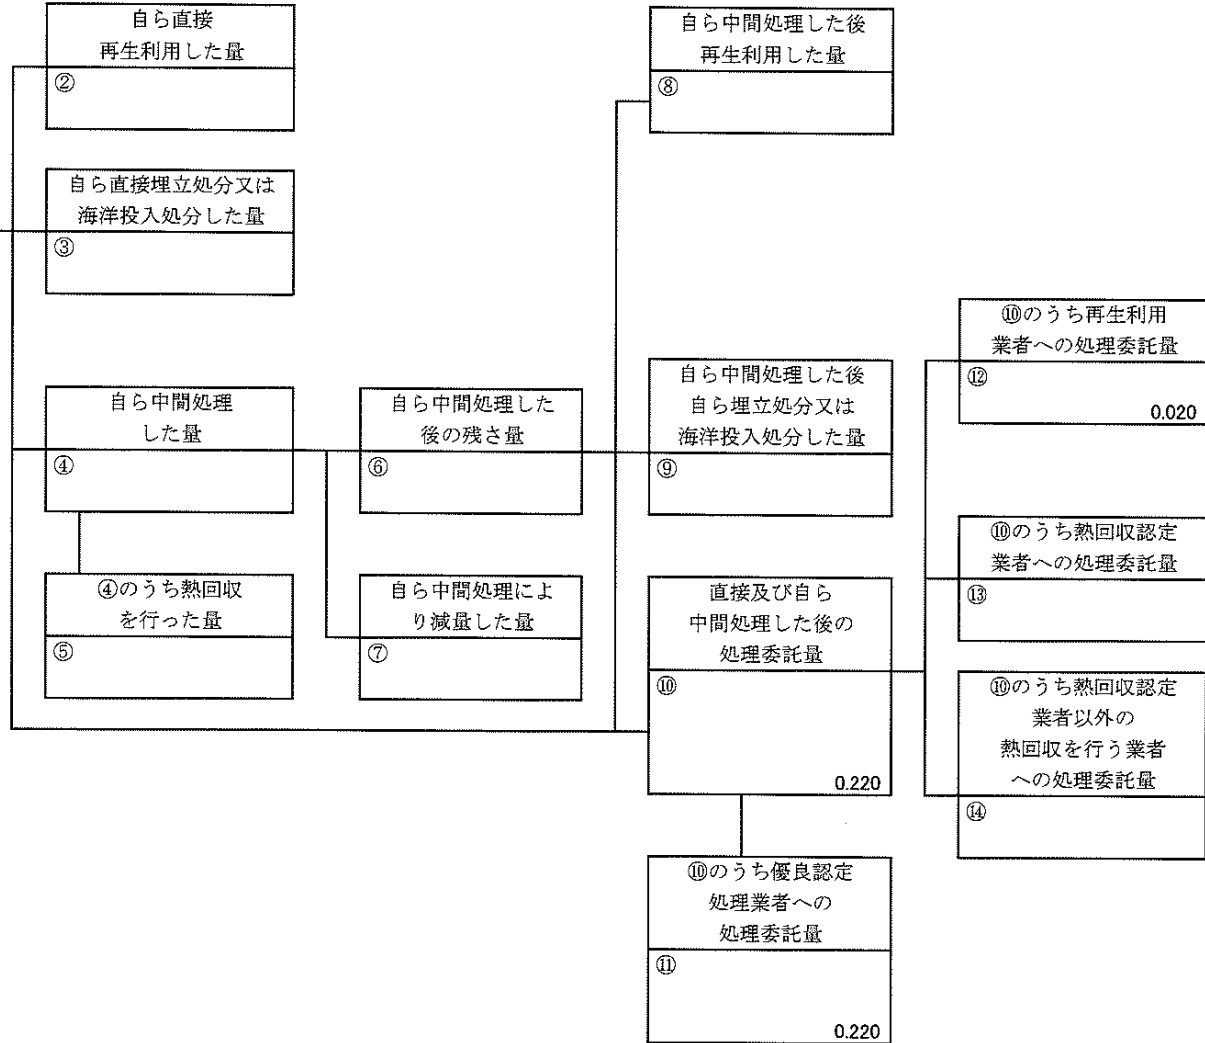 自ら直接
再生利用した量
②
自ら中間処理した後
再生利用した量
⑧
自ら直接埋立処分又は
海洋投入処分した量
③
⑩のうち再生利用
業者への処理委託量
⑫
0.020
自ら中間処理
した量
④
自ら中間処理した
後の残さ量
⑥
自ら中間処理した後
自ら埋立処分又は
海洋投入処分した量
⑨
⑩のうち熱回収認定
業者への処理委託量
⑬
④のうち熱回収
を行った量
⑤
自ら中間処理によ
り減量した量
⑦
直接及び自ら
中間処理した後の
処理委託量
⑩
0.220
⑩のうち熱回収認定
業者以外の
熱回収を行う業者
への処理委託量
⑭
⑩のうち優良認定
処理業者への
処理委託量
⑪
0.220